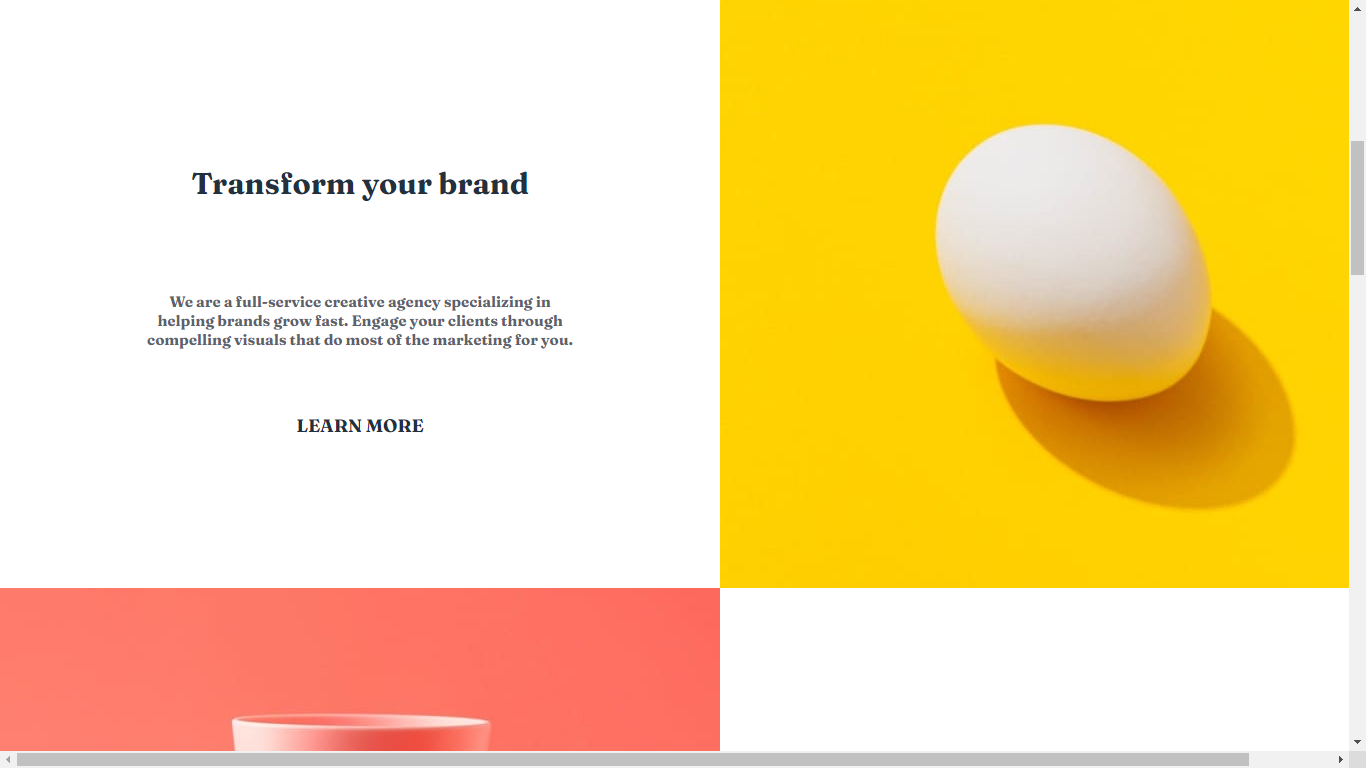 Transform your brand
We are a full-service creative agency specializing in
helping brands grow fast. Engage your clients through
compelling visuals that do most of the marketing for you.
LEARN MORE